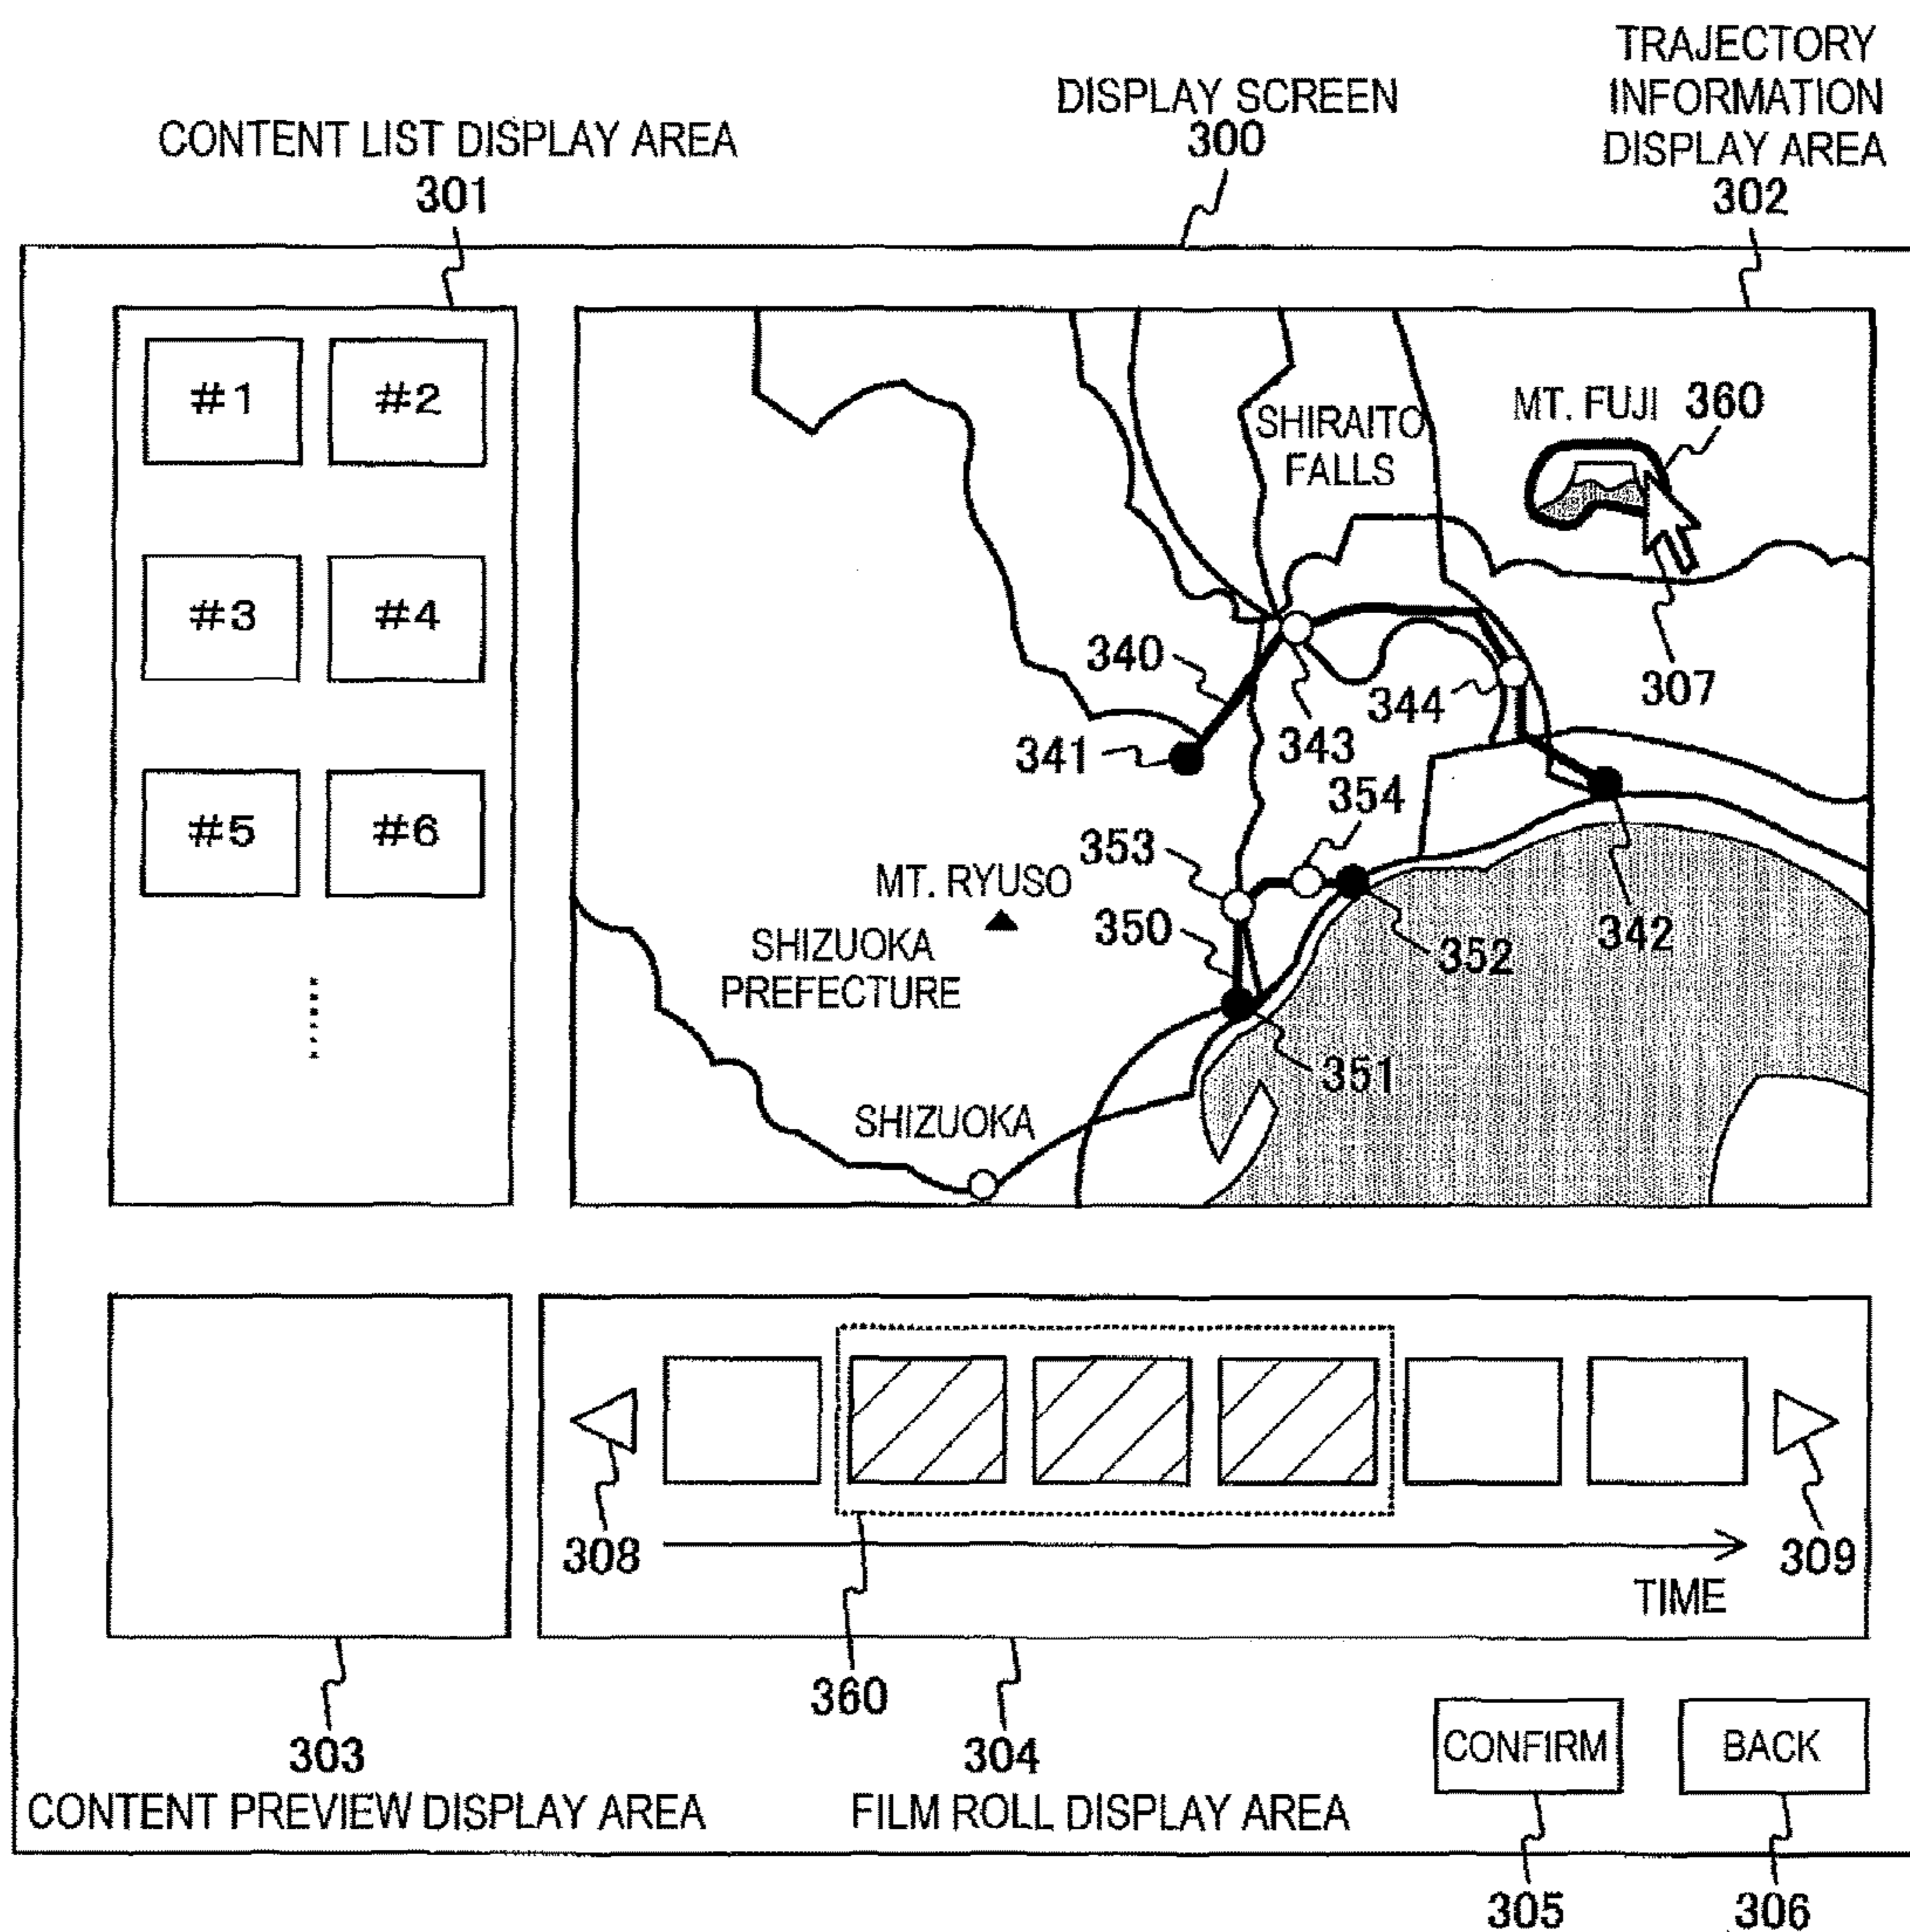 TRAJECTORY
INFORMATION
DISPLAY AREA
302
DISPLAY SCREEN
300
CONTENT LIST DISPLAY AREA
301
#1 #2
#3 #4
#5 #6
SHIRAITO
FALLS
MT. FUJI 360
307
340
341
343
344
342
354
353
350
352
351
MT. RYUSO
SHIZUOKA
PREFECTURE
SHIZUOKA
308
309
TIME
360
303
CONTENT PREVIEW DISPLAY AREA
304
FILM ROLL DISPLAY AREA
CONFIRM
BACK
305
306